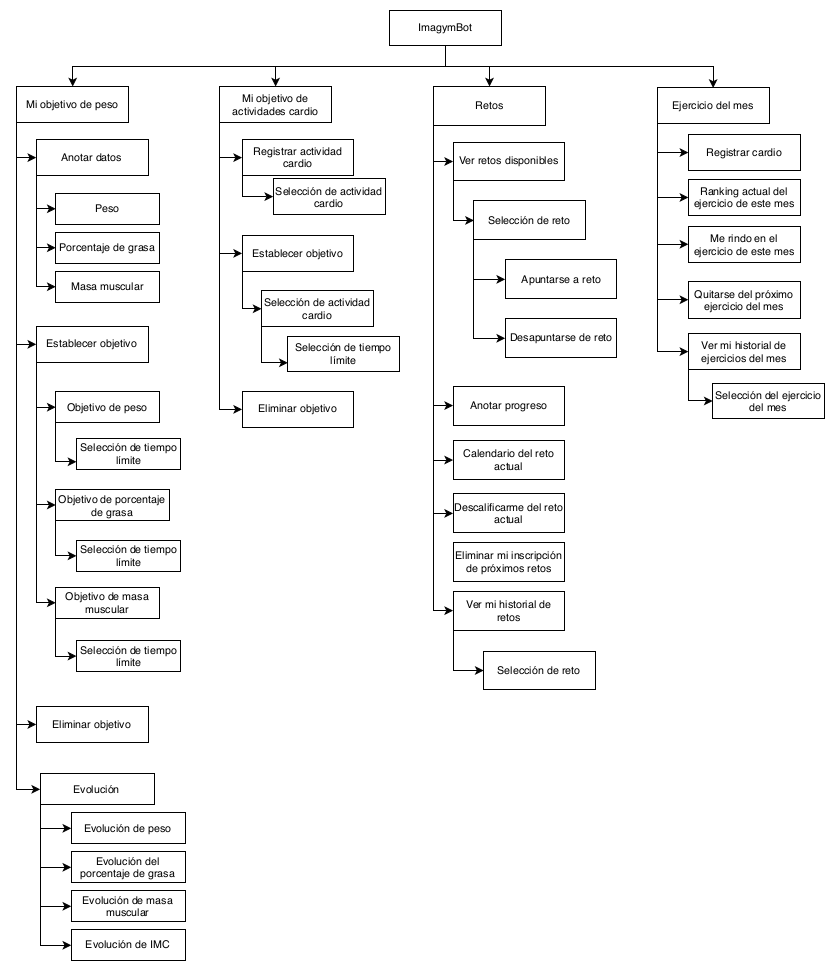 ImagymBot
Mi objetivo de peso
Anotar datos
Peso
Porcentaje de grasa
Masa muscular
Establecer objetivo
Objetivo de peso
Selección de tiempo
límite
Objetivo de porcentaje
de grasa
Selección de tiempo
límite
Objetivo de masa
muscular
Selección de tiempo
límite
Eliminar objetivo
Evolución
Evolución de peso
Evolución del
porcentaje de grasa
Evolución de masa
muscular
Evolución de IMC
Mi objetivo de
actividades cardio
Registrar actividad
cardio
Selección de actividad
cardio
Establecer objetivo
Selección de actividad
cardio
Selección de tiempo
límite
Eliminar objetivo
Retos
Ver retos disponibles
Selección de reto
Apuntarse a reto
Desapuntarse de reto
Anotar progreso
Calendario del reto
actual
Descalificarme del reto
actual
Eliminar mi inscripción
de próximos retos
Ver mi historial de
retos
Selección de reto
Ejercicio del mes
Registrar cardio
Ranking actual del
ejercicio de este mes
Me rindo en el
ejercicio de este mes
Quitarse del próximo
ejercicio del mes
Ver mi historial de
ejercicios del mes
Selección del ejercicio
del mes